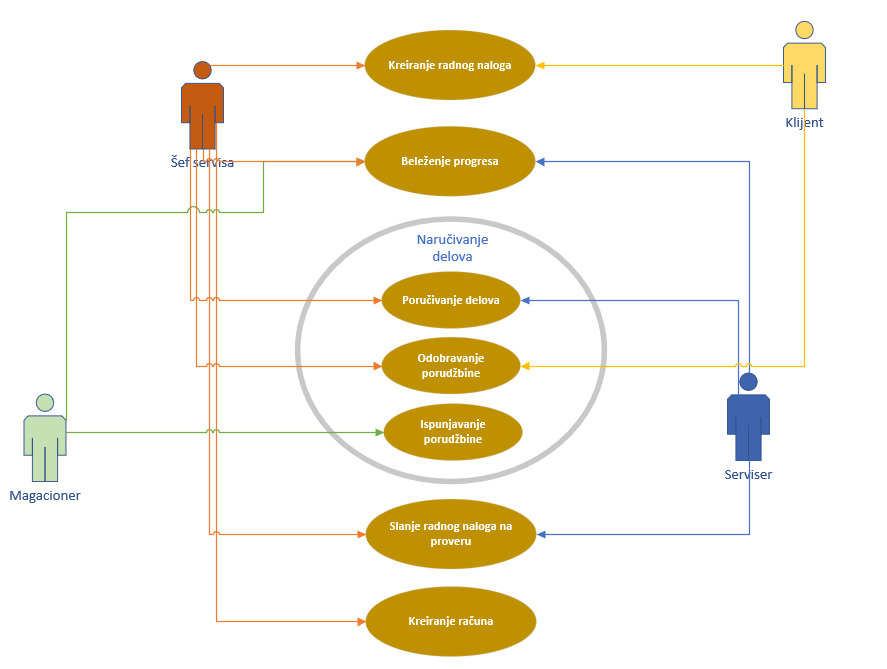 Kreiranje radnog naloga
Klijent
Šef servisa
Beleženje progresa
Naručivanje
delova
Poručivanje delova
Odobravanje
porudžbine
Ispunjavanje
porudžbine
Magacioner
Serviser
Slanje radnog naloga na
proveru
Kreiranje računa